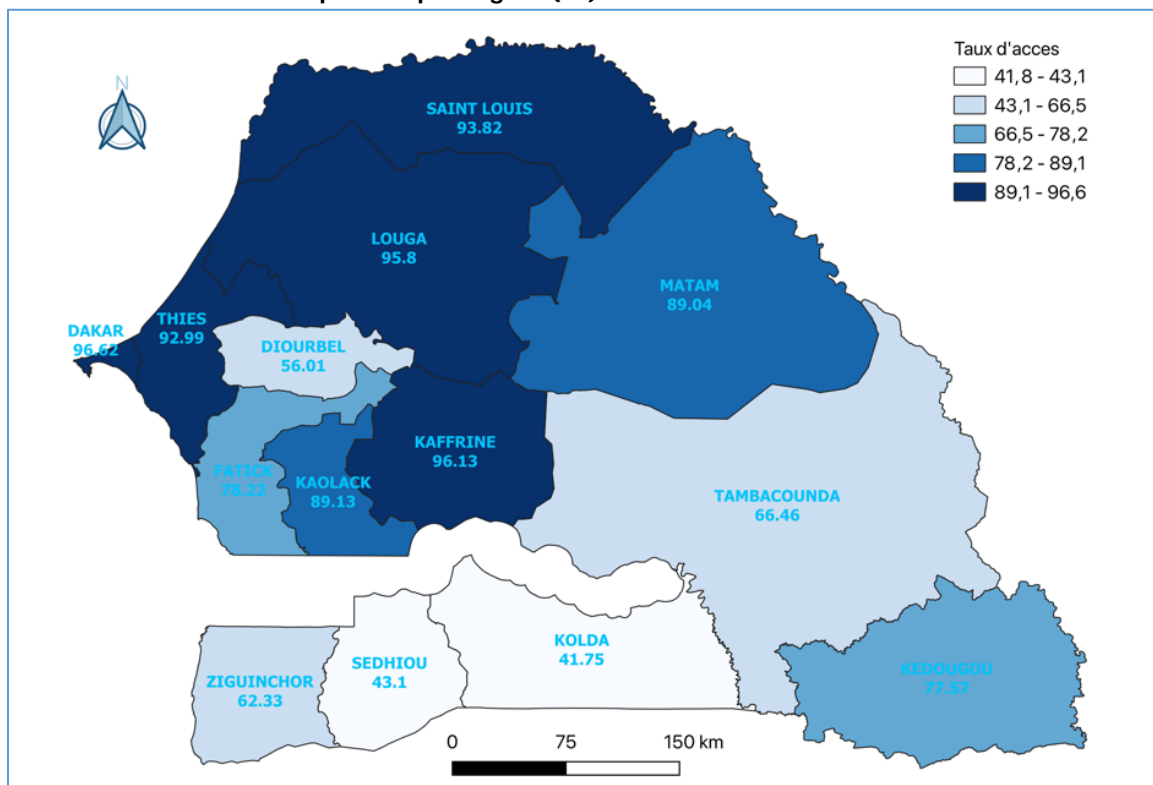 N
Taux d'acces
41,8 - 43,1
43,1 - 66,5
66,5 - 78,2
78,2 - 89,1
89,1 - 96,6
SAINT LOUIS
93.82
LOUGA
95.8
MATAM
89.04
THIES
92.99
DAKAR
96.62
DIOURBEL
56.01
KAFFRINE
96.13
FATICK
78.22
KAOLACK
89.13
TAMBACOUNDA
66.46
KOLDA
41.75
SEDHIOU
43.1
ZIGUINCHOR
62.33
KEDOUGOU
77.57
0 75 150 km